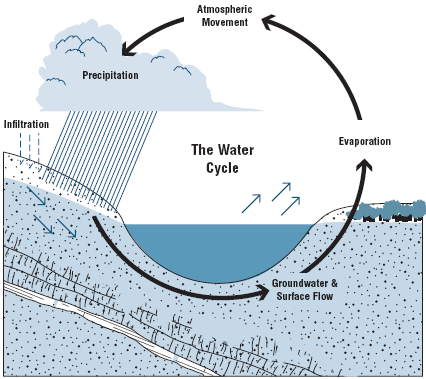 Atmospheric
Movement
Precipitation
Infiltration
The Water
Cycle
Evaporation
Groundwater &
Surface Flow